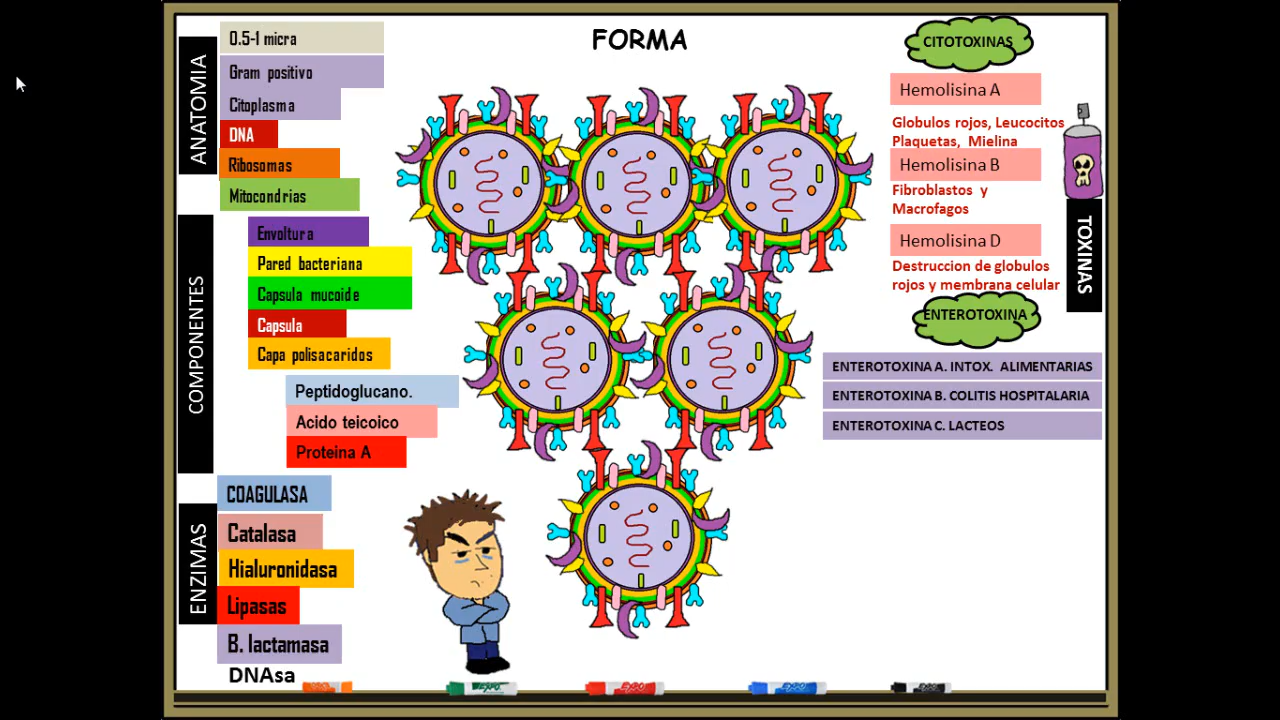 FORMA
ANATOMIA
0.5-1 micra
Gram positivo
Citoplasma
DNA
Ribosomas
Mitocondrias
COMPONENTES
Envoltura
Pared bacteriana
Capsula mucoide
Capsula
Capa polisacaridos
Peptidoglucano.
Acido teicoico
Proteina A
ENZIMAS
COAGULASA
Catalasa
Hialuronidasa
Lipasas
B. lactamasa
DNAsa
TOXINAS
CITOTOXINAS
Hemolisina A
Globulos rojos, Leucocitos
Plaquetas, Mielina
Hemolisina B
Fibroblastos y
Macrofagos
Hemolisina D
Destruccion de globulos
rojos y membrana celular
ENTEROTOXINA
ENTEROTOXINA A. INTOX. ALIMENTARIAS
ENTEROTOXINA B. COLITIS HOSPITALARIA
ENTEROTOXINA C. LACTEOS
EXPO
EXPO
EXPO